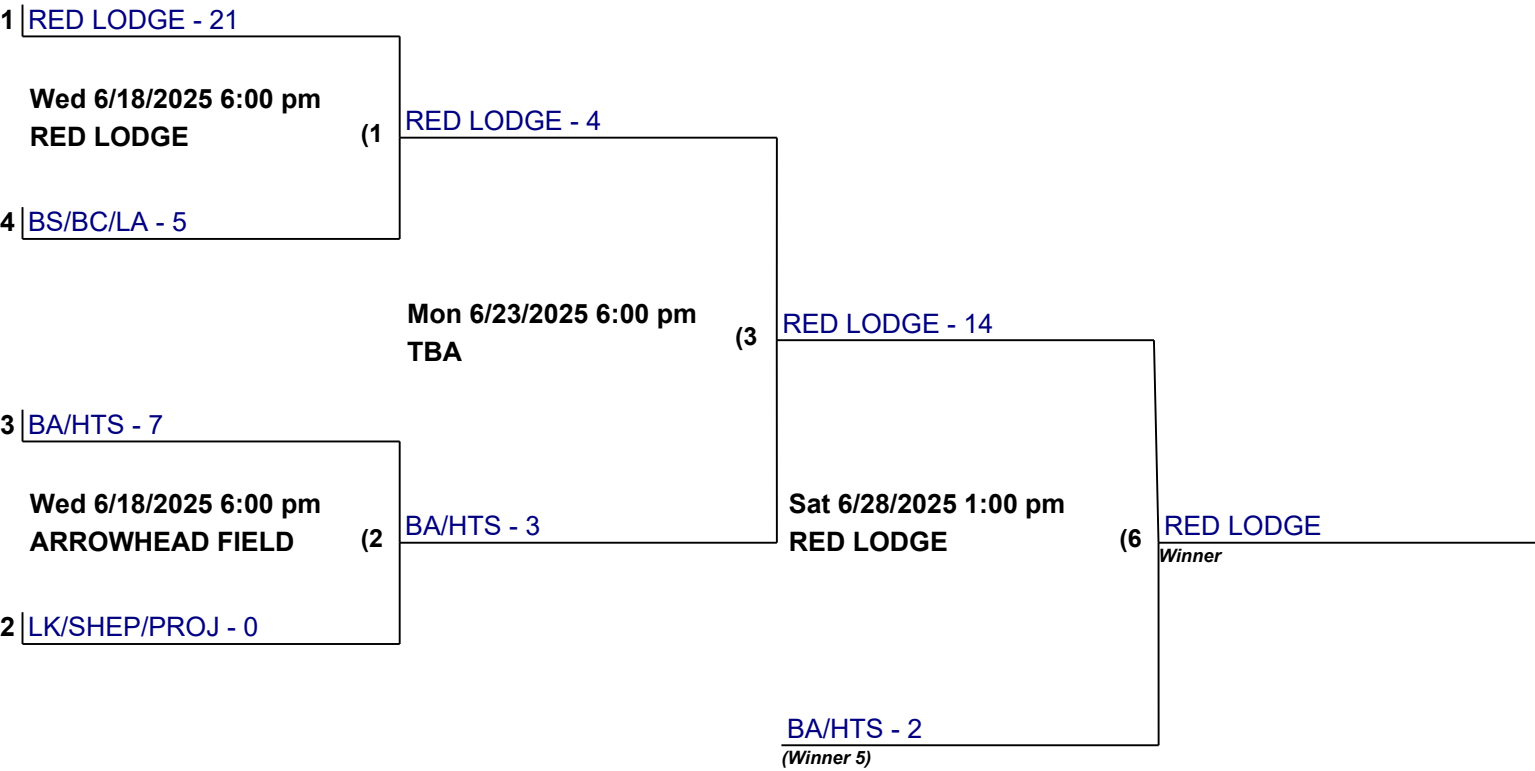 1 RED LODGE - 21
Wed 6/18/2025 6:00 pm
RED LODGE (1
RED LODGE - 4
4 BS/BC/LA - 5
Mon 6/23/2025 6:00 pm
TBA (3
RED LODGE - 14
3 BA/HTS - 7
Wed 6/18/2025 6:00 pm
ARROWHEAD FIELD (2
BA/HTS - 3
Sat 6/28/2025 1:00 pm
RED LODGE (6
RED LODGE
Winner
2 LK/SHEP/PROJ - 0
BA/HTS - 2
(Winner 5)